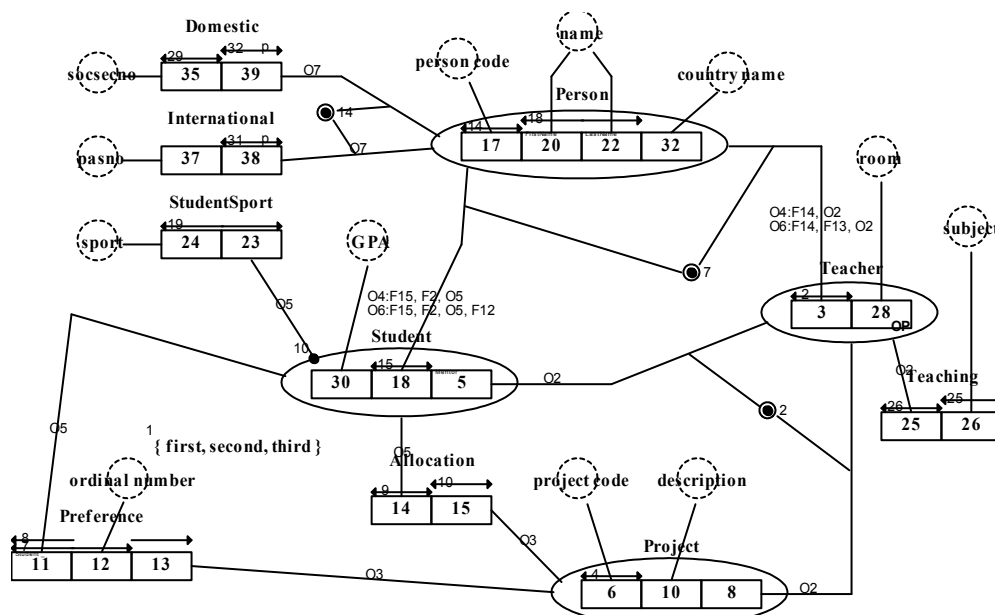 Domestic
29
32 p
socsecno
35 39
O7
14
International
31 p
pasno
37 38
O7
StudentSport
19
sport
24 23
O5
name
person code
country name
Person
14
18
FirstName
LastName
17 20 22 32
room
O4:F14, O2
O6:F14, F13, O2
subject
7
Teacher
2
3 28
OP
GPA
O4:F15, F2, O5
O6:F15, F2, O5, F12
Student
10
15
Mentor
30 18 5
O2
O2
Teaching
26
25
25 26
2
O5
1
{ first, second, third }
ordinal number
Preference
8
7
Student
11 12 13
O3
O5
Allocation
9
10
14 15
O3
project code
description
Project
4
6 10 8
O2